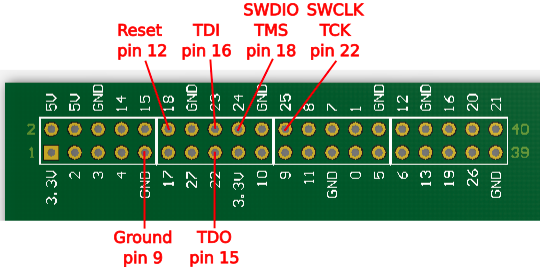 SWDIO SWCLK
Reset TDI TMS TCK
pin 12 pin 16 pin 18 pin 22
5V 5V GND 14 15 18 GND 23 24 GND 25 8 7 1 GND 12 GND 16 20 21
2 40
1 39
3.3V 2 3 4 GND 17 27 22 3.3V 10 9 11 GND 0 5 6 13 19 26 GND
Ground TDO
pin 9 pin 15